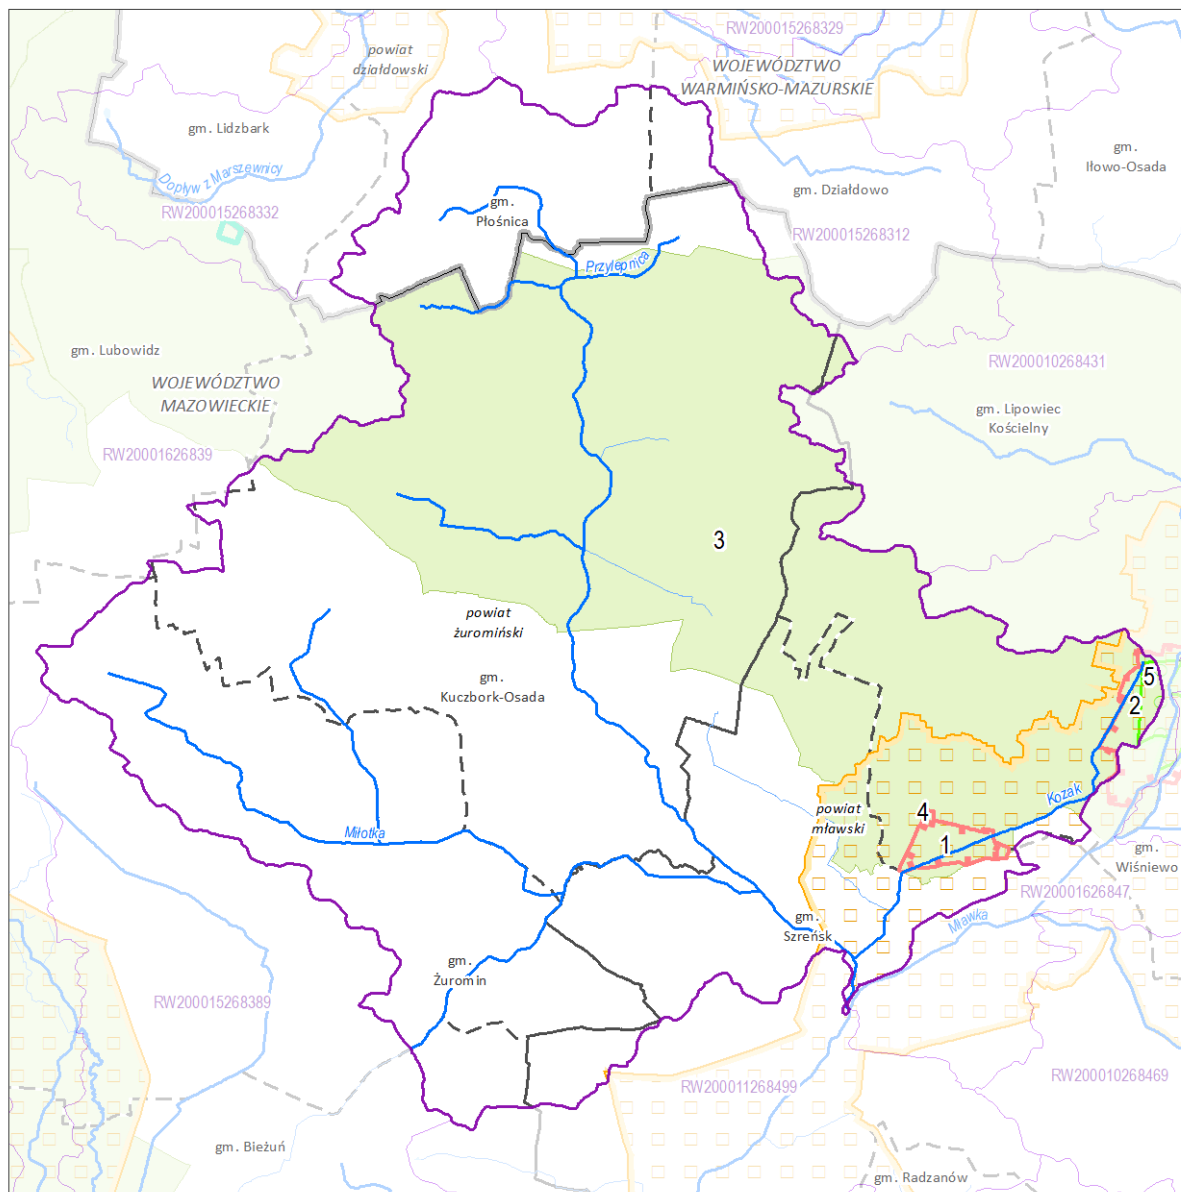 RW200015268329
powiat
działdowski
WOJEWÓDZTWO
WARMIŃSKO-MAZURSKIE
gm. Lidzbark
gm.
Iłowo-Osada
Dopływ z Marszewnicy
gm. Działdowo
gm.
Płośnica
RW200015268332
RW200015268312
Przylepnica
gm. Lubowidz
RW200010268431
WOJEWÓDZTWO
MAZOWIECKIE
gm. Lipowiec
Kościelny
RW20001626839
3
powiat
żuromiński
gm.
Kuczbork-Osada
5
2
Kozak
powiat
mławski
4
1
Miłotka
gm.
Wiśniewo
RW20001626847
Mławka
gm.
Szreńsk
gm.
Żuromin
RW200015268389
RW200011268499
RW200010268469
gm. Bieżuń
gm. Radzanów